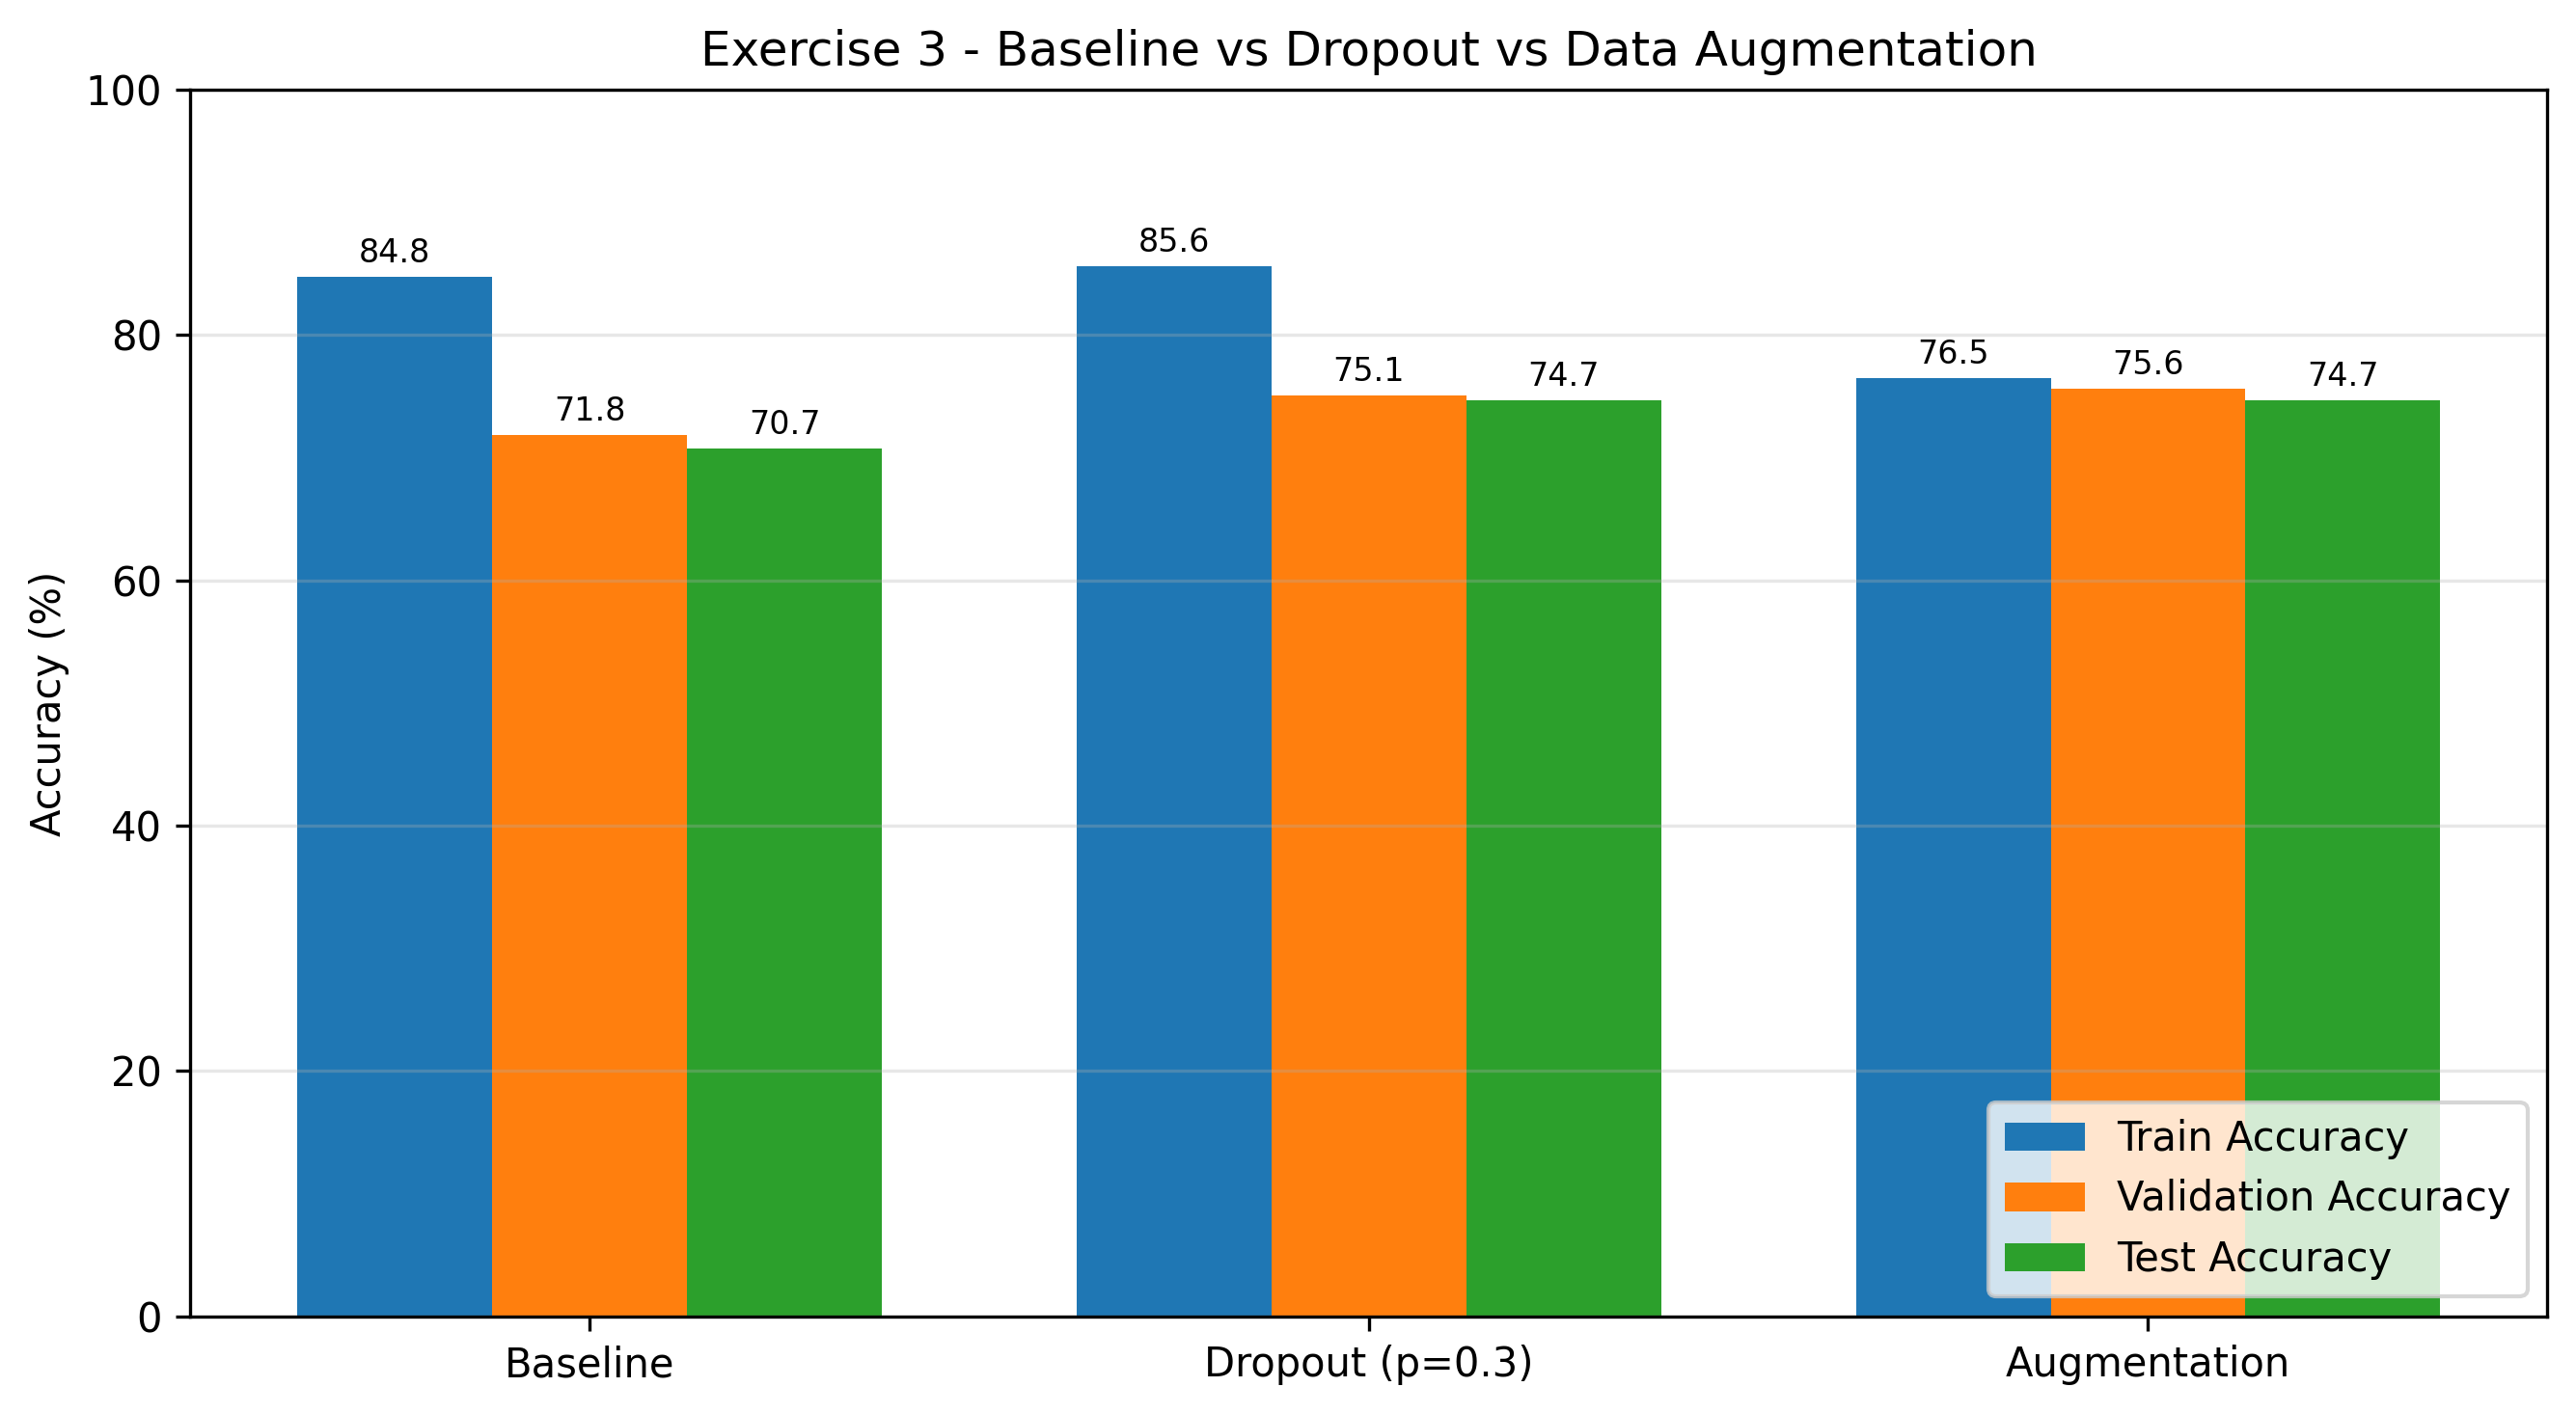 Exercise 3 - Baseline vs Dropout vs Data Augmentation
Accuracy (%)
100
80
60
40
20
0
84.8
71.8
70.7
85.6
75.1
74.7
76.5
75.6
74.7
Train Accuracy
Validation Accuracy
Test Accuracy
Baseline
Dropout (p=0.3)
Augmentation